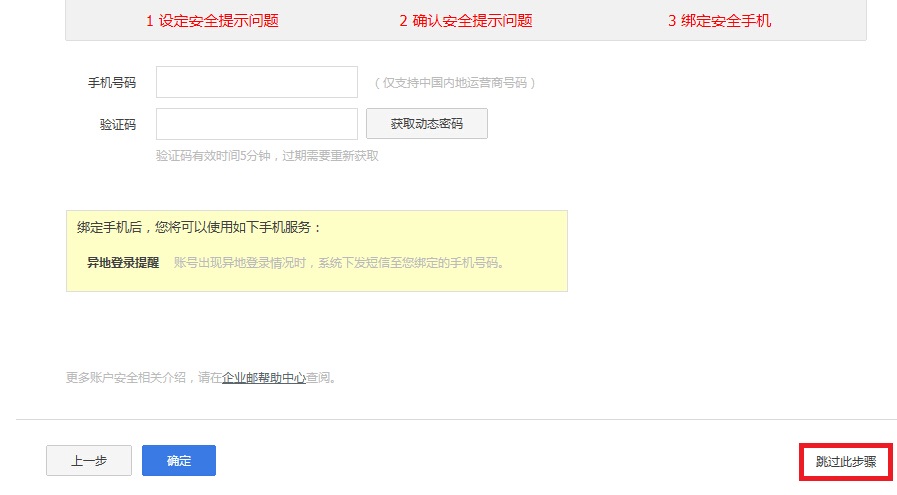 1 设定安全提示问题 2 确认安全提示问题 3 绑定安全手机
手机号码 （仅支持中国内地运营商号码）
验证码 获取动态密码
验证码有效时间5分钟，过期需要重新获取
绑定手机后，您将可以使用如下手机服务：
异地登录提醒 账号出现异地登录情况时，系统下发短信至您绑定的手机号码。
更多账户安全相关介绍，请在企业邮帮助中心查阅。
上一步 确定 跳过此步骤